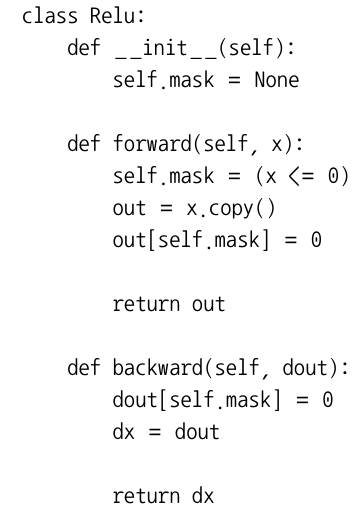 class Relu:
    def __init__(self):
        self.mask = None

    def forward(self, x):
        self.mask = (x <= 0)
        out = x.copy()
        out[self.mask] = 0

        return out

    def backward(self, dout):
        dout[self.mask] = 0
        dx = dout

        return dx